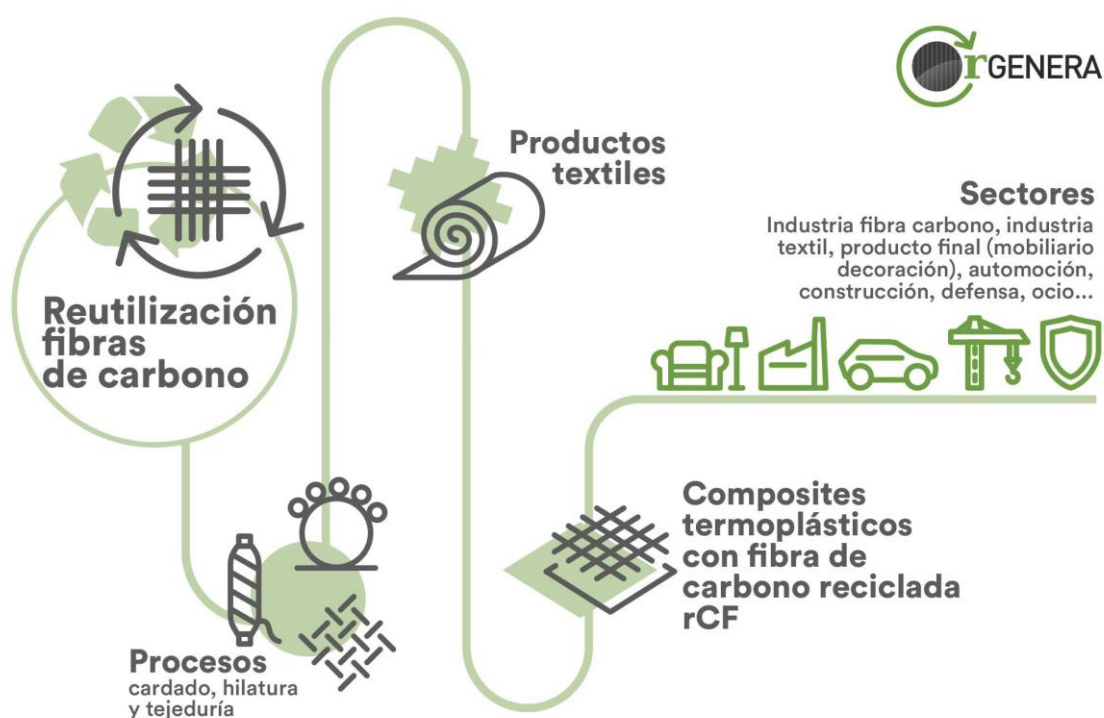 rGENERA
Reutilización
fibras
de carbono
Procesos
cardado, hilatura
y tejeduría
Productos
textiles
Composites
termoplásticos
con fibra de
carbono reciclada
rCF
Sectores
Industria fibra carbono, industria
textil, producto final (mobiliario
decoración), automoción,
construcción, defensa, ocio...